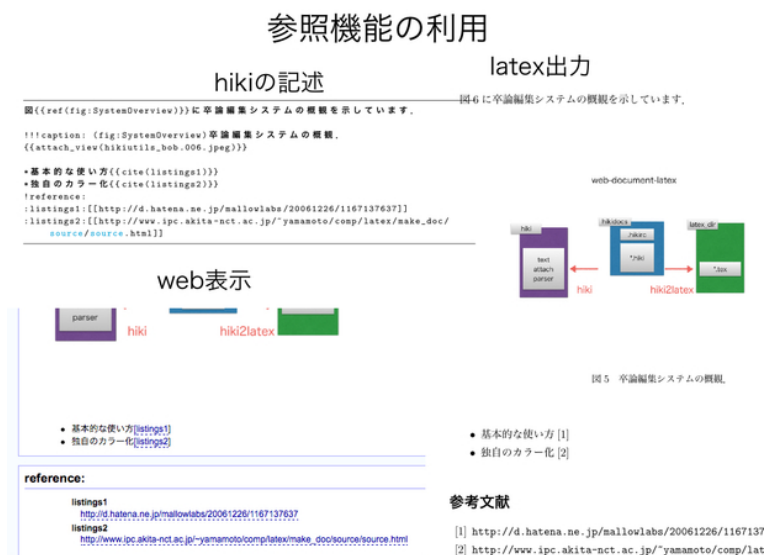 参照機能の利用
hikiの記述
図{{ref(fig:SystemOverview)}}に卒論編集システムの概観を示しています.
!!!caption: (fig:SystemOverview)卒論編集システムの概観.
{{attach_view(hikiutils_bob.006.jpeg)}}
*基本的な使い方{{cite(listings1)}}
*独自のカラー化{{cite(listings2)}}
!reference:
:listings1:[[http://d.hatena.ne.jp/mallowlabs/20061226/1167137637]]
:listings2:[[http://www.ipc.akita-nct.ac.jp/~yamamoto/comp/latex/make_doc/
source/source.html]]
web表示
parser
hiki
hiki2latex
• 基本的な使い方[listings1]
• 独自のカラー化[listings2]
reference:
listings1
http://d.hatena.ne.jp/mallowlabs/20061226/1167137637
listings2
http://www.ipc.akita-nct.ac.jp/~yamamoto/comp/latex/make_doc/source/source.html
latex出力
図6に卒論編集システムの概観を示しています.
web-document-latex
hiki
text
attach
parser
hiki
hikidocs
.hikirc
*.hiki
hiki2latex
latex_dir
*.tex
図5 卒論編集システムの概観.
• 基本的な使い方 [1]
• 独自のカラー化 [2]
参考文献
[1] http://d.hatena.ne.jp/mallowlabs/20061226/1167137
[2] http://www.ipc.akita-nct.ac.jp/~yamamoto/comp/lat